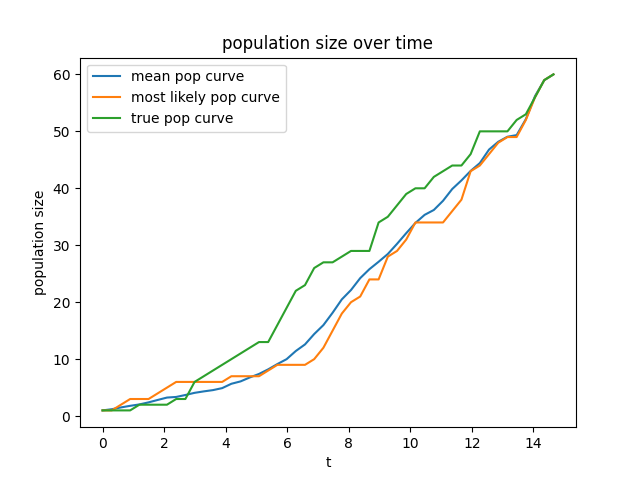 population size over time
mean pop curve
most likely pop curve
true pop curve
population size
60
50
40
30
20
10
0
0 2 4 6 8 10 12 14
t